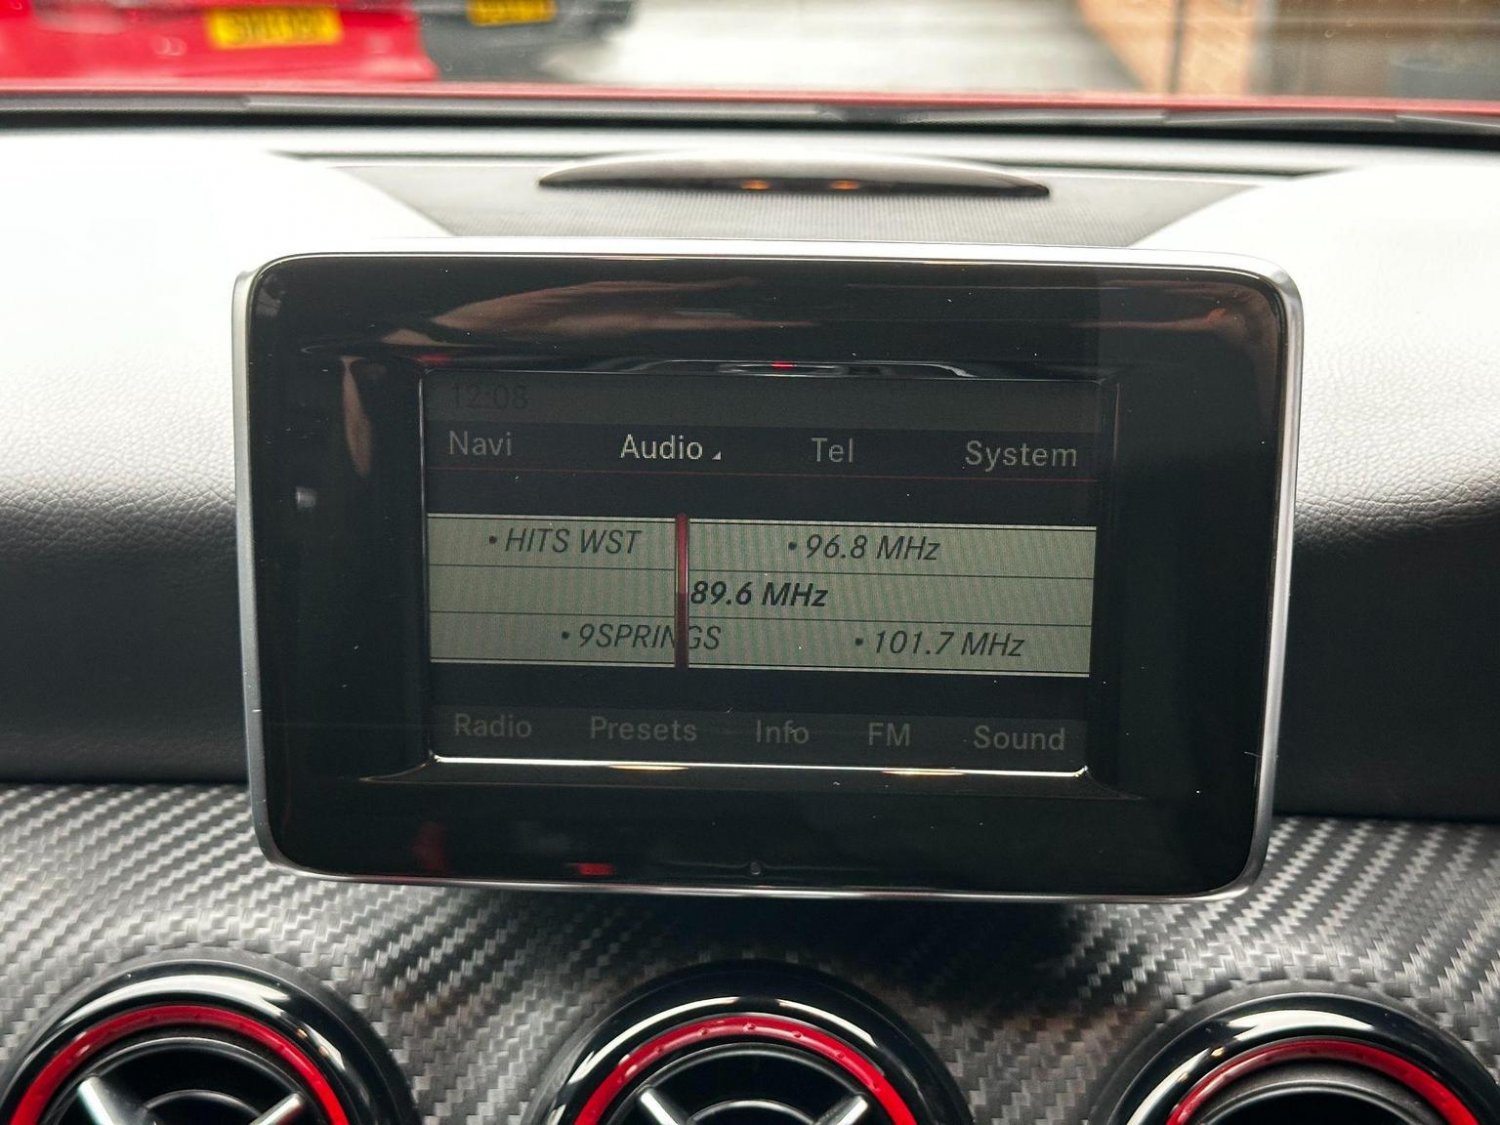 12:08
Navi Audio Tel System
• HITS WST • 96.8 MHz
89.6 MHz
• 9SPRINGS • 101.7 MHz
Radio Presets Info FM Sound